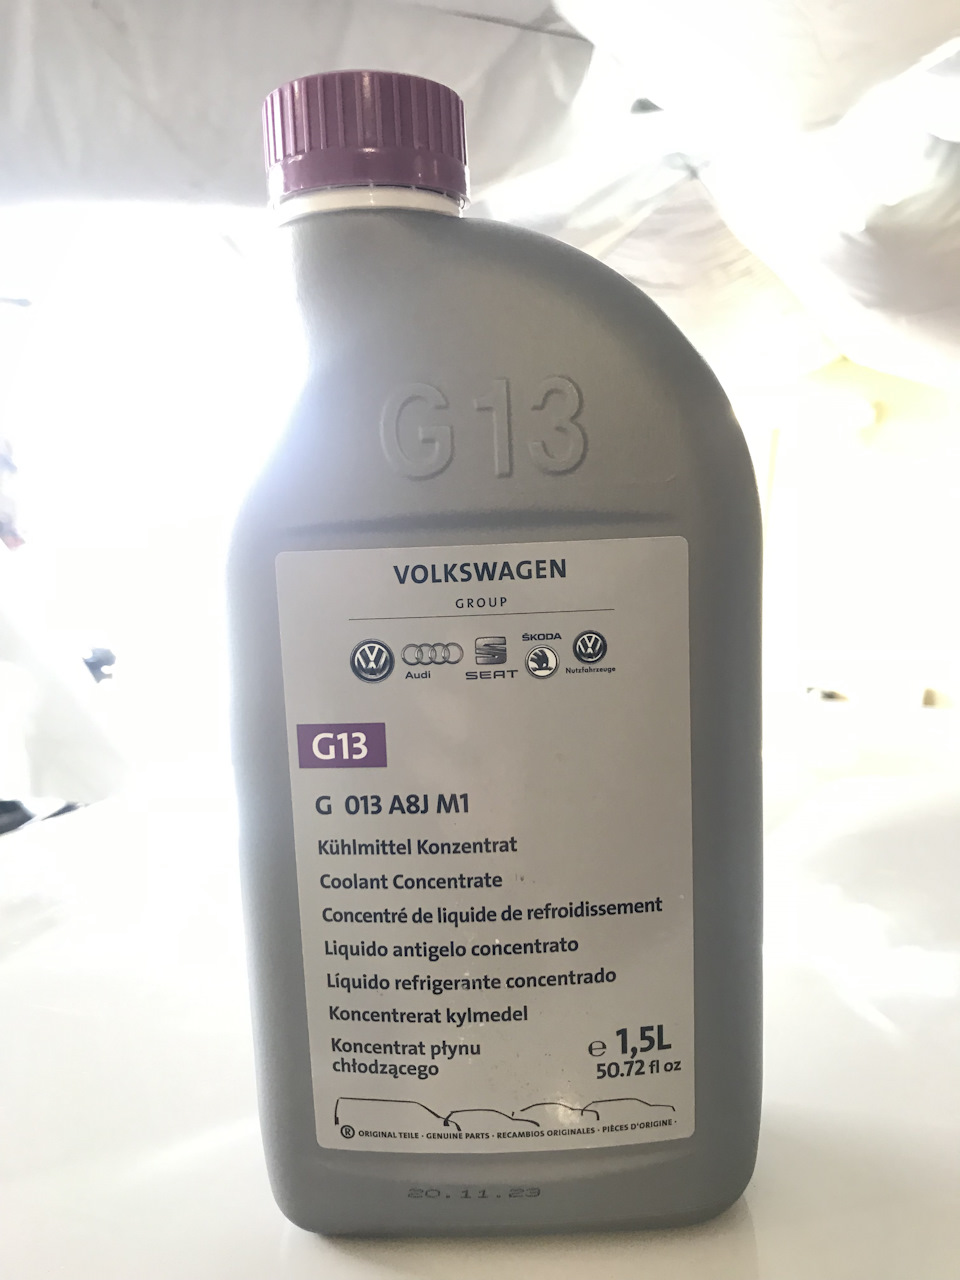 G13
VOLKSWAGEN
GROUP
Audi
SEAT
ŠKODA
Nutzfahrzeuge
G13
G 013 A8J M1
Kühlmittel Konzentrat
Coolant Concentrate
Concentré de liquide de refroidissement
Liquido antigelo concentrato
Líquido refrigerante concentrado
Koncentrerat kylmedel
Koncentrat płynu
chłodzącego
e 1,5L
50.72 fl oz
® ORIGINAL TEILE · GENUINE PARTS · RECAMBIOS ORIGINALES · PIÈCES D'ORIGINE ·
20.11.23